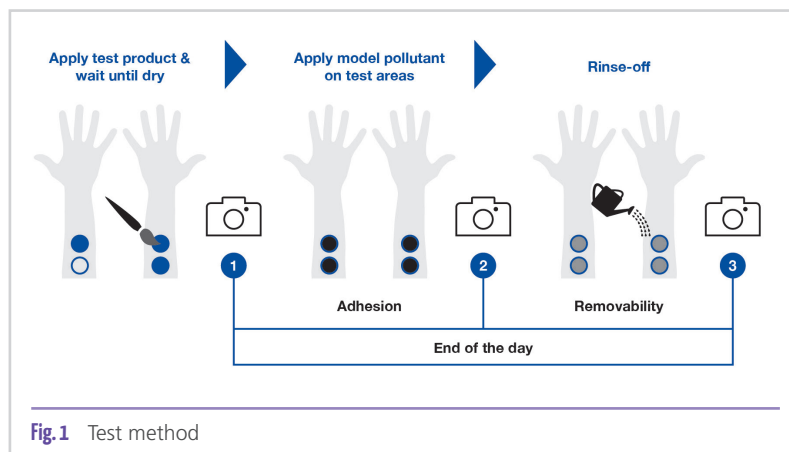 Apply test product &
wait until dry
Apply model pollutant
on test areas
Rinse-off
1
2
3
Adhesion
Removability
End of the day
Fig. 1 Test method